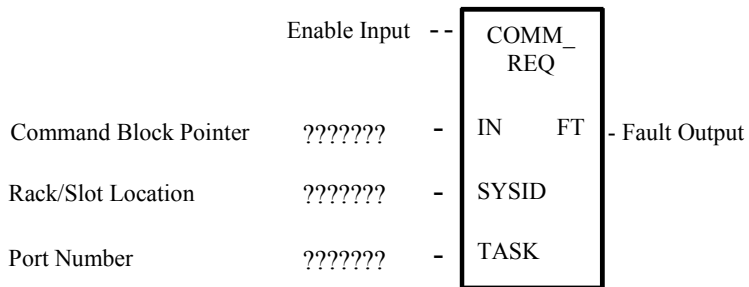 Enable Input -- COMM_
REQ
Command Block Pointer ??????? - IN FT - Fault Output
Rack/Slot Location ??????? - SYSID
Port Number ??????? - TASK